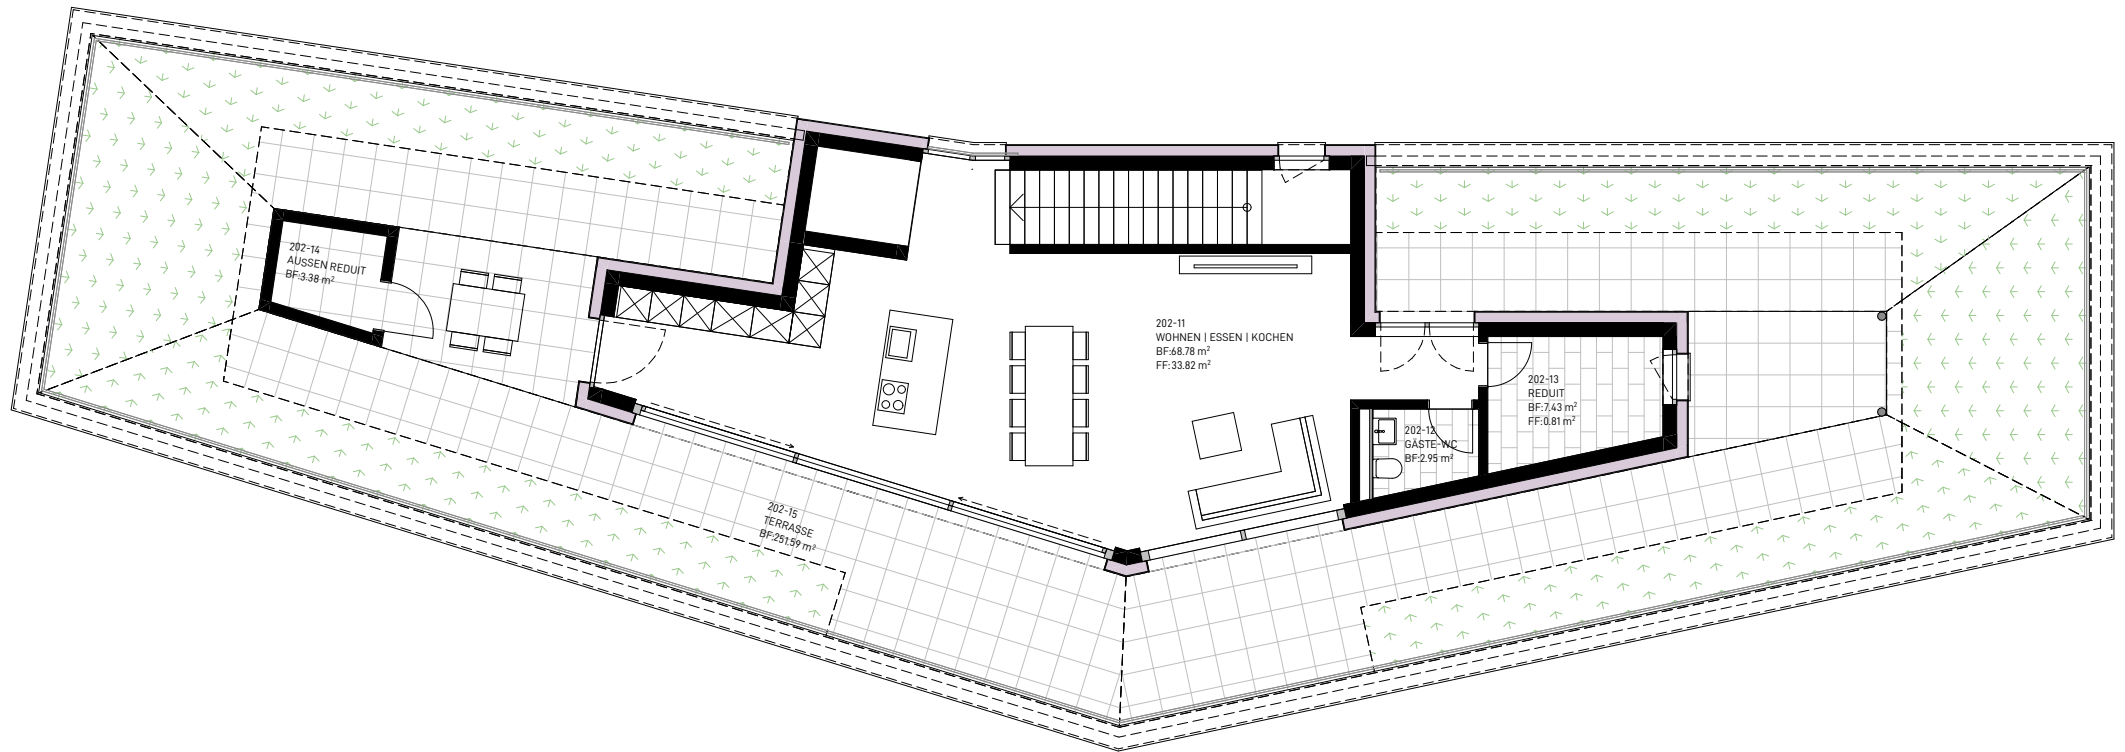 202-14
AUSSEN REDUIT
BF:3.38 m²
202-11
WOHNEN | ESSEN | KOCHEN
BF:68.78 m²
FF:33.82 m²
202-13
REDUIT
BF:7.43 m²
FF:0.81 m²
202-12
GÄSTE-WC
BF:2.95 m²
202-15
TERRASSE
BF:251.59 m²